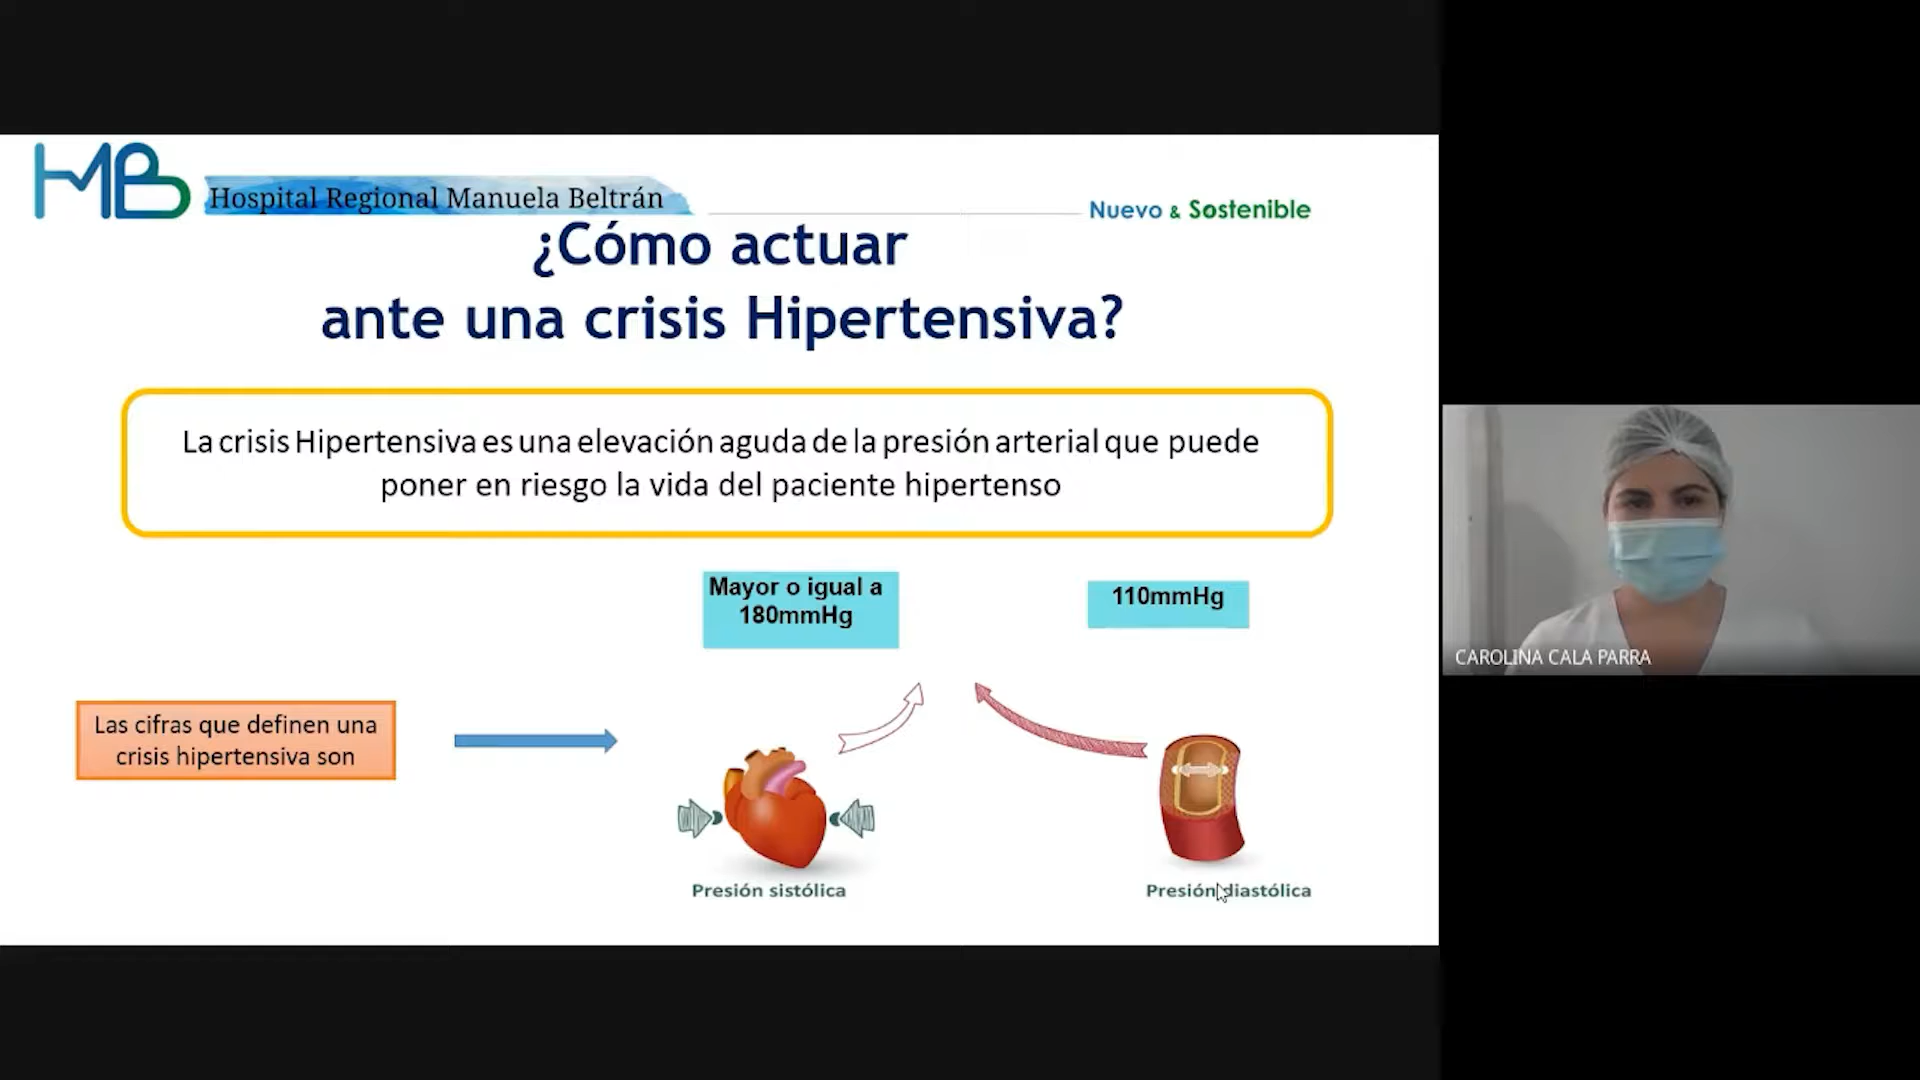 MB
Hospital Regional Manuela Beltrán
Nuevo & Sostenible
¿Cómo actuar
ante una crisis Hipertensiva?
La crisis Hipertensiva es una elevación aguda de la presión arterial que puede
poner en riesgo la vida del paciente hipertenso
Mayor o igual a
180mmHg
110mmHg
Las cifras que definen una
crisis hipertensiva son
Presión sistólica
Presión diastólica
CAROLINA CALA PARRA